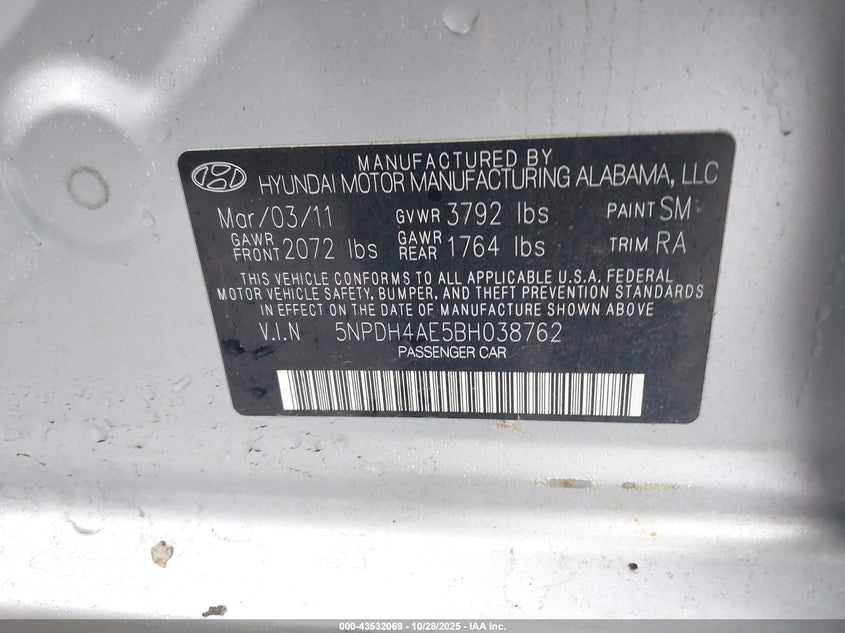 MANUFACTURED BY
HYUNDAI MOTOR MANUFACTURING ALABAMA, LLC
Mar/03/11 GVWR 3792 lbs PAINT SM
GAWR FRONT 2072 lbs GAWR REAR 1764 lbs TRIM RA
THIS VEHICLE CONFORMS TO ALL APPLICABLE U.S.A. FEDERAL
MOTOR VEHICLE SAFETY, BUMPER, AND THEFT PREVENTION STANDARDS
IN EFFECT ON THE DATE OF MANUFACTURE SHOWN ABOVE
V.I.N 5NPDH4AE5BH038762
PASSENGER CAR
000-43532069 - 10/28/2025 - IAA Inc.